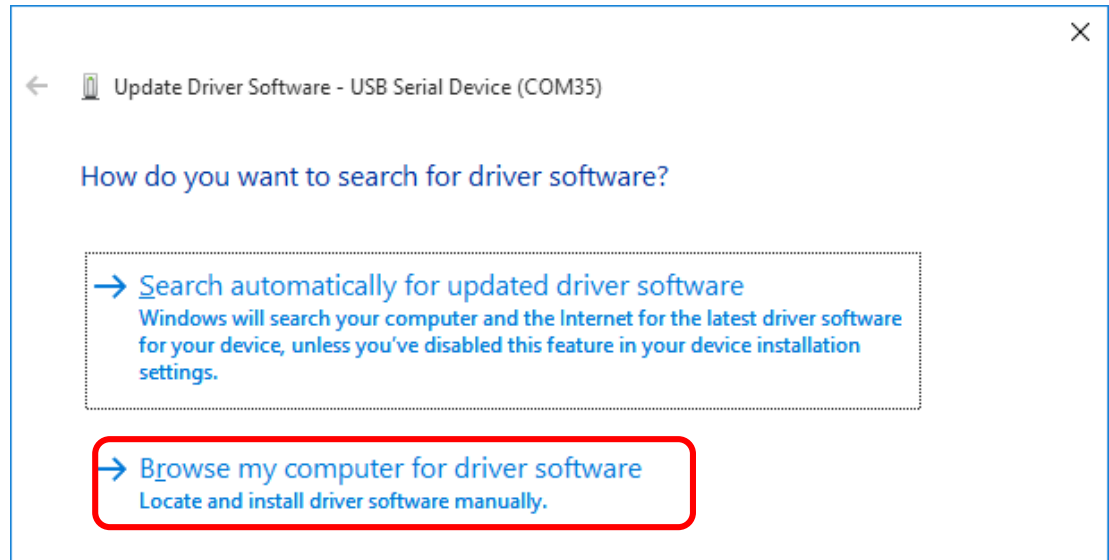 Update Driver Software - USB Serial Device (COM35)
How do you want to search for driver software?
Search automatically for updated driver software
Windows will search your computer and the Internet for the latest driver software
for your device, unless you've disabled this feature in your device installation
settings.
Browse my computer for driver software
Locate and install driver software manually.